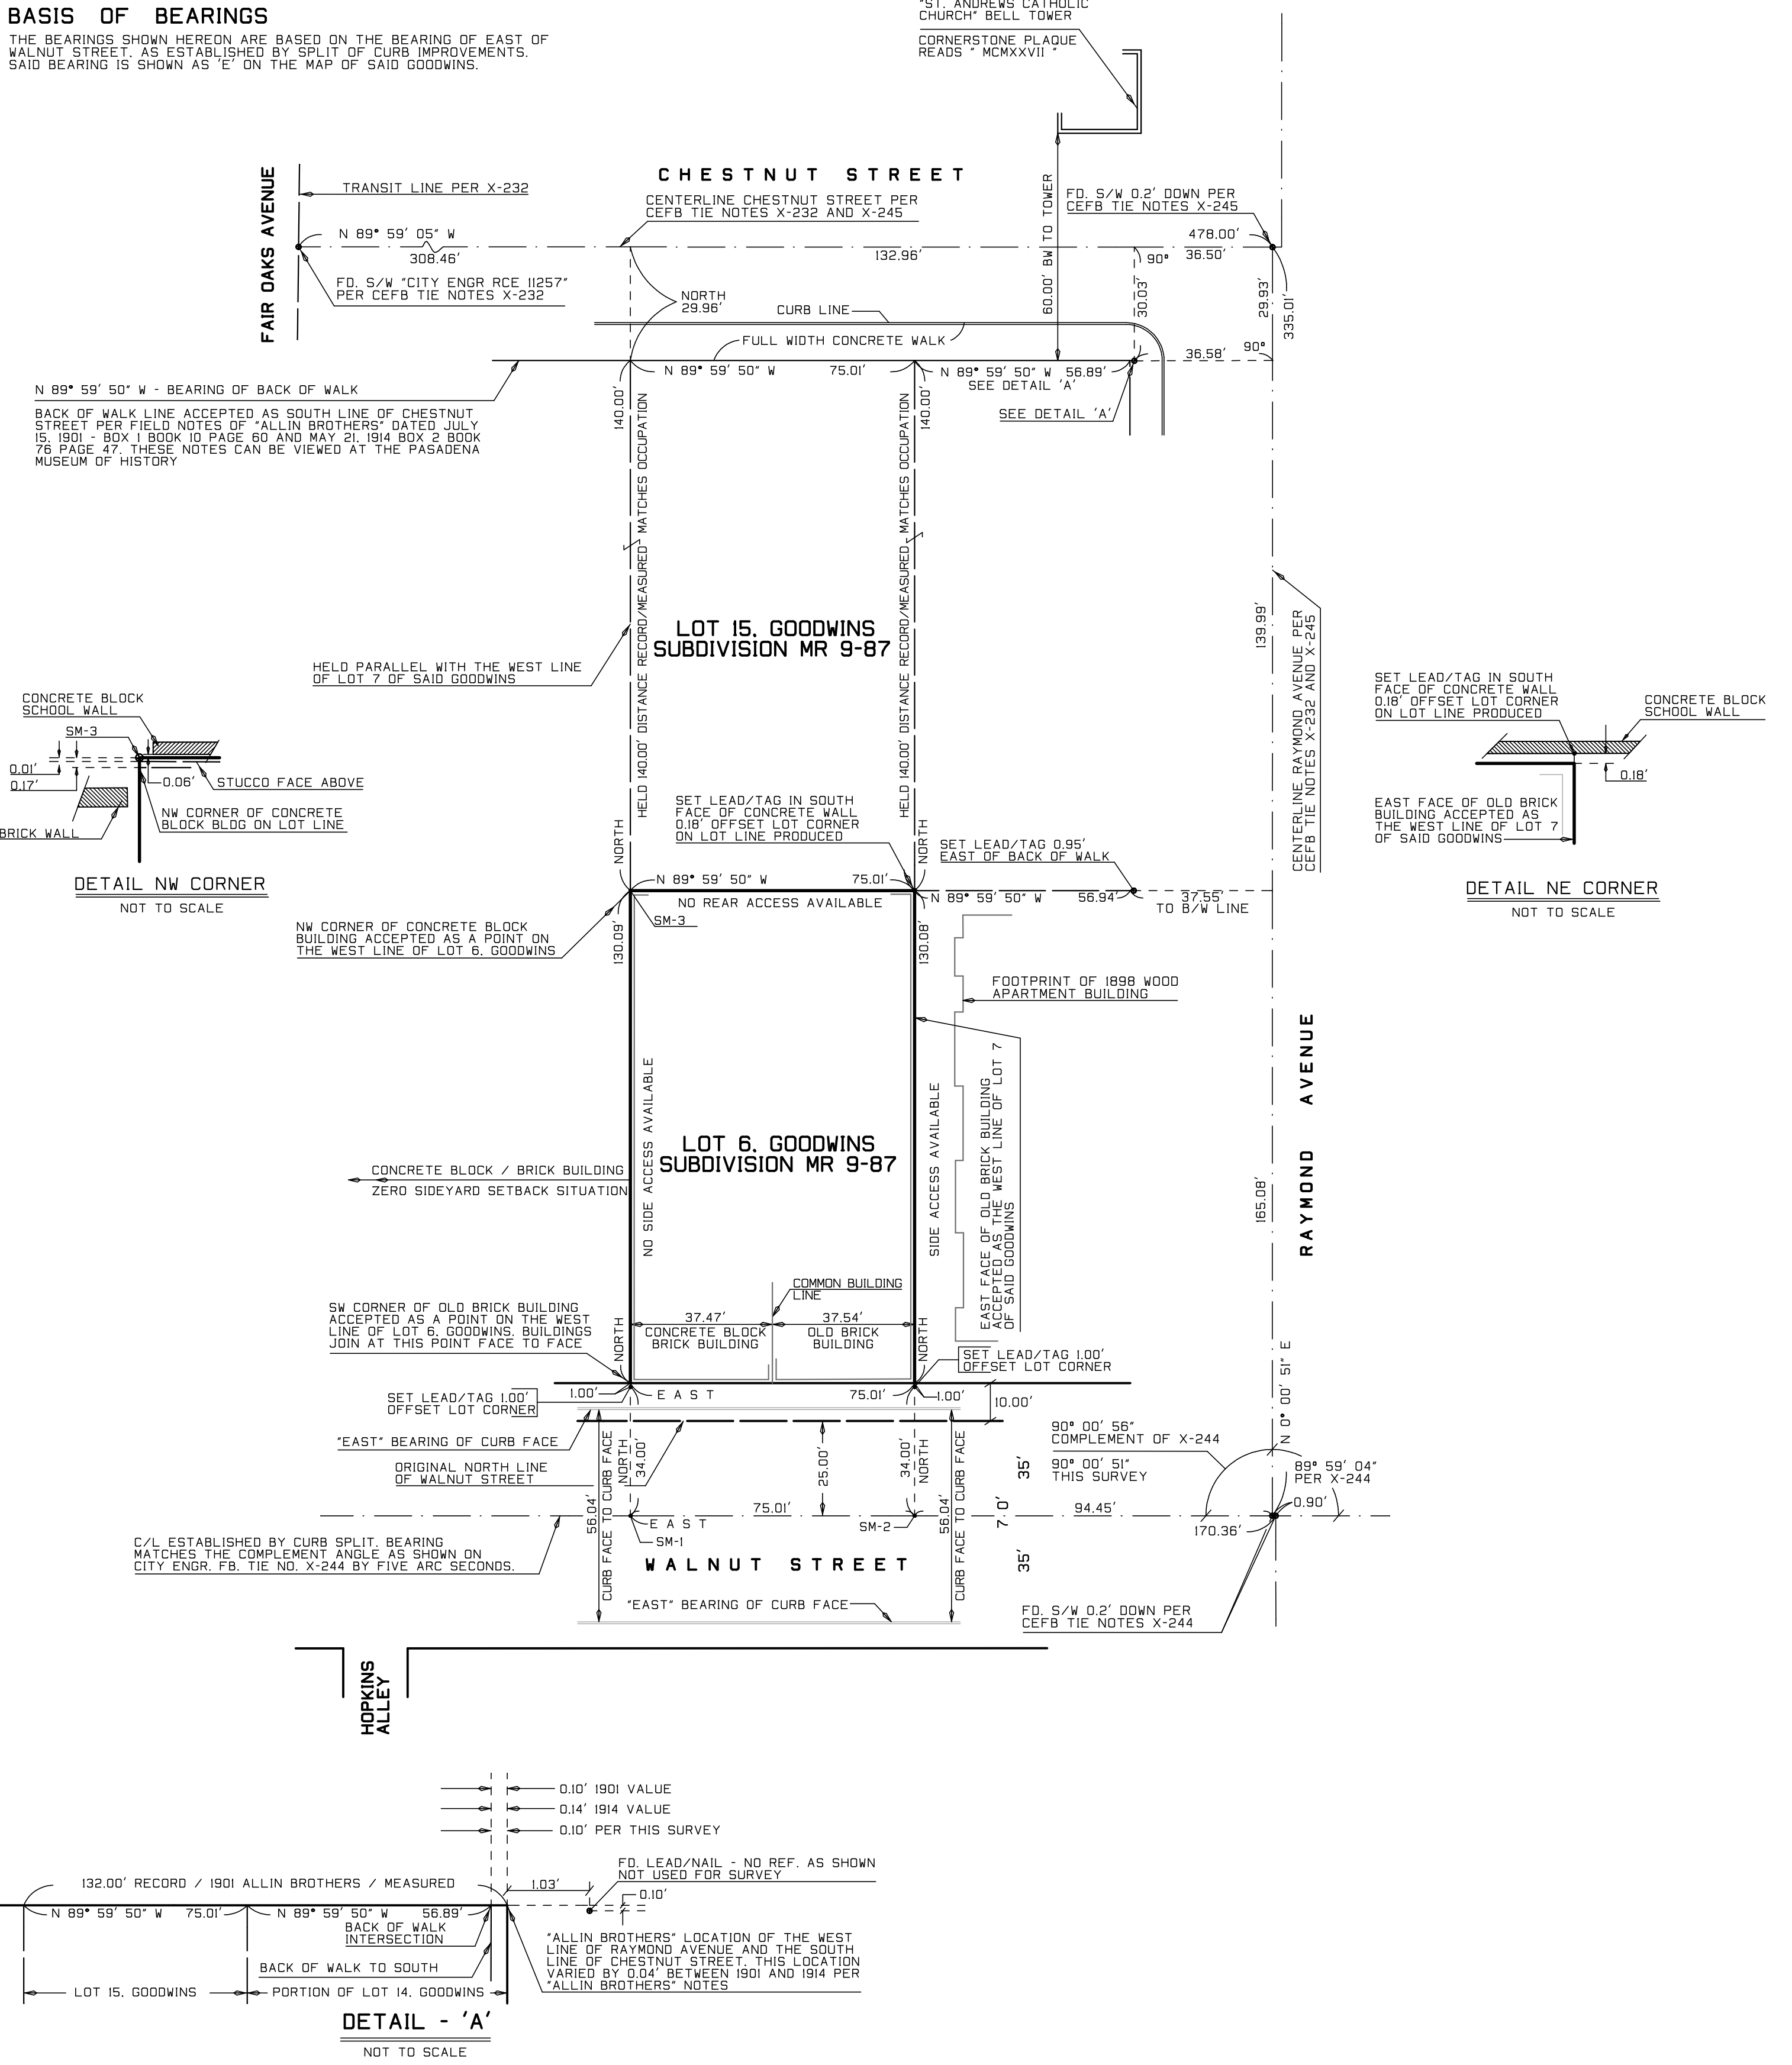 BASIS OF BEARINGS
THE BEARINGS SHOWN HEREON ARE BASED ON THE BEARING OF EAST OF
WALNUT STREET. AS ESTABLISHED BY SPLIT OF CURB IMPROVEMENTS.
SAID BEARING IS SHOWN AS 'E' ON THE MAP OF SAID GOODWINS.
"ST. ANDREWS CATHOLIC
CHURCH" BELL TOWER
CORNERSTONE PLAQUE
READS " MCMXXVII "
FAIR OAKS AVENUE
TRANSIT LINE PER X-232
CHESTNUT STREET
CENTERLINE CHESTNUT STREET PER
CEFB TIE NOTES X-232 AND X-245
60.00' BW TO TOWER
FD. S/W 0.2' DOWN PER
CEFB TIE NOTES X-245
N 89° 59' 05" W
308.46'
132.96'
478.00'
36.50'
90°
FD. S/W "CITY ENGR RCE 11257"
PER CEFB TIE NOTES X-232
NORTH
29.96'
30.03'
29.93'
335.01'
CURB LINE
FULL WIDTH CONCRETE WALK
36.58'
90°
N 89° 59' 50" W 75.01'
N 89° 59' 50" W 56.89'
SEE DETAIL 'A'
SEE DETAIL 'A'
N 89° 59' 50" W - BEARING OF BACK OF WALK
BACK OF WALK LINE ACCEPTED AS SOUTH LINE OF CHESTNUT
STREET PER FIELD NOTES OF "ALLIN BROTHERS" DATED JULY
15, 1901 - BOX 1 BOOK 10 PAGE 60 AND MAY 21, 1914 BOX 2 BOOK
76 PAGE 47. THESE NOTES CAN BE VIEWED AT THE PASADENA
MUSEUM OF HISTORY
140.00'
HELD 140.00' DISTANCE RECORD/MEASURED - MATCHES OCCUPATION
140.00'
HELD 140.00' DISTANCE RECORD/MEASURED - MATCHES OCCUPATION
LOT 15, GOODWINS
SUBDIVISION MR 9-87
HELD PARALLEL WITH THE WEST LINE
OF LOT 7 OF SAID GOODWINS
139.99'
CENTERLINE RAYMOND AVENUE PER
CEFB TIE NOTES X-232 AND X-245
CONCRETE BLOCK
SCHOOL WALL
SM-3
0.01'
0.17'
0.06'
STUCCO FACE ABOVE
NW CORNER OF CONCRETE
BLOCK BLDG ON LOT LINE
BRICK WALL
DETAIL NW CORNER
NOT TO SCALE
SET LEAD/TAG IN SOUTH
FACE OF CONCRETE WALL
0.18' OFFSET LOT CORNER
ON LOT LINE PRODUCED
CONCRETE BLOCK
SCHOOL WALL
0.18'
EAST FACE OF OLD BRICK
BUILDING ACCEPTED AS
THE WEST LINE OF LOT 7
OF SAID GOODWINS
DETAIL NE CORNER
NOT TO SCALE
SET LEAD/TAG IN SOUTH
FACE OF CONCRETE WALL
0.18' OFFSET LOT CORNER
ON LOT LINE PRODUCED
NORTH
NORTH
SET LEAD/TAG 0.95'
EAST OF BACK OF WALK
N 89° 59' 50" W 75.01'
NO REAR ACCESS AVAILABLE
SM-3
N 89° 59' 50" W 56.94'
37.55
TO B/W LINE
NW CORNER OF CONCRETE BLOCK
BUILDING ACCEPTED AS A POINT ON
THE WEST LINE OF LOT 6, GOODWINS
130.09'
130.08'
FOOTPRINT OF 1898 WOOD
APARTMENT BUILDING
NO SIDE ACCESS AVAILABLE
SIDE ACCESS AVAILABLE
EAST FACE OF OLD BRICK BUILDING
ACCEPTED AS THE WEST LINE OF LOT 7
OF SAID GOODWINS
LOT 6, GOODWINS
SUBDIVISION MR 9-87
CONCRETE BLOCK / BRICK BUILDING
ZERO SIDEYARD SETBACK SITUATION
165.08'
RAYMOND AVENUE
COMMON BUILDING
LINE
37.47'
37.54'
CONCRETE BLOCK
BRICK BUILDING
OLD BRICK
BUILDING
SW CORNER OF OLD BRICK BUILDING
ACCEPTED AS A POINT ON THE WEST
LINE OF LOT 6, GOODWINS. BUILDINGS
JOIN AT THIS POINT FACE TO FACE
NORTH
NORTH
SET LEAD/TAG 1.00'
OFFSET LOT CORNER
SET LEAD/TAG 1.00'
OFFSET LOT CORNER
1.00'
EAST
75.01'
1.00'
10.00'
"EAST" BEARING OF CURB FACE
ORIGINAL NORTH LINE
OF WALNUT STREET
56.04'
CURB FACE TO CURB FACE
NORTH
34.00'
25.00'
34.00'
NORTH
56.04'
CURB FACE TO CURB FACE
35'
70'
35'
N 0° 00' 51" E
90° 00' 56"
COMPLEMENT OF X-244
90° 00' 51"
THIS SURVEY
89° 59' 04"
PER X-244
0.90'
94.45'
170.36'
75.01'
EAST
SM-1
SM-2
C/L ESTABLISHED BY CURB SPLIT. BEARING
MATCHES THE COMPLEMENT ANGLE AS SHOWN ON
CITY ENGR. FB. TIE NO. X-244 BY FIVE ARC SECONDS.
WALNUT STREET
"EAST" BEARING OF CURB FACE
FD. S/W 0.2' DOWN PER
CEFB TIE NOTES X-244
HOPKINS
ALLEY
0.10' 1901 VALUE
0.14' 1914 VALUE
0.10' PER THIS SURVEY
132.00' RECORD / 1901 ALLIN BROTHERS / MEASURED
1.03'
FD. LEAD/NAIL - NO REF. AS SHOWN
NOT USED FOR SURVEY
0.10'
N 89° 59' 50" W 75.01'
N 89° 59' 50" W 56.89'
BACK OF WALK
INTERSECTION
BACK OF WALK TO SOUTH
LOT 15, GOODWINS
PORTION OF LOT 14, GOODWINS
"ALLIN BROTHERS" LOCATION OF THE WEST
LINE OF RAYMOND AVENUE AND THE SOUTH
LINE OF CHESTNUT STREET. THIS LOCATION
VARIED BY 0.04' BETWEEN 1901 AND 1914 PER
"ALLIN BROTHERS" NOTES
DETAIL - 'A'
NOT TO SCALE